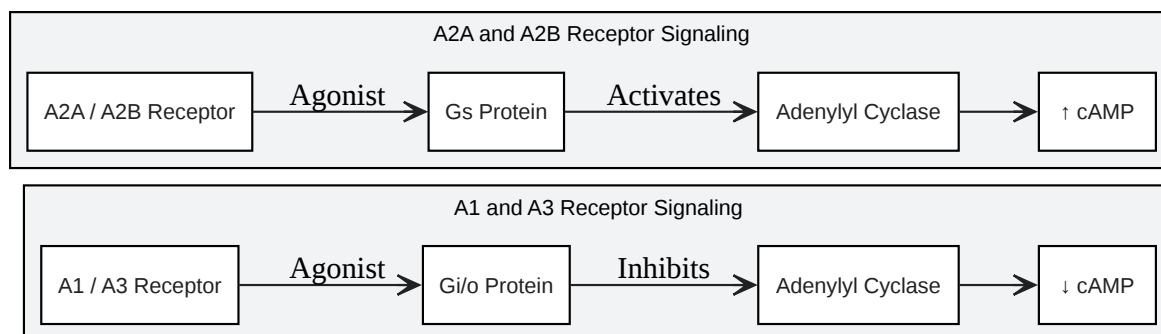 A2A and A2B Receptor Signaling
A2A / A2B Receptor
Agonist
Gs Protein
Activates
Adenylyl Cyclase
↑ cAMP
A1 and A3 Receptor Signaling
A1 / A3 Receptor
Agonist
Gi/o Protein
Inhibits
Adenylyl Cyclase
↓ cAMP